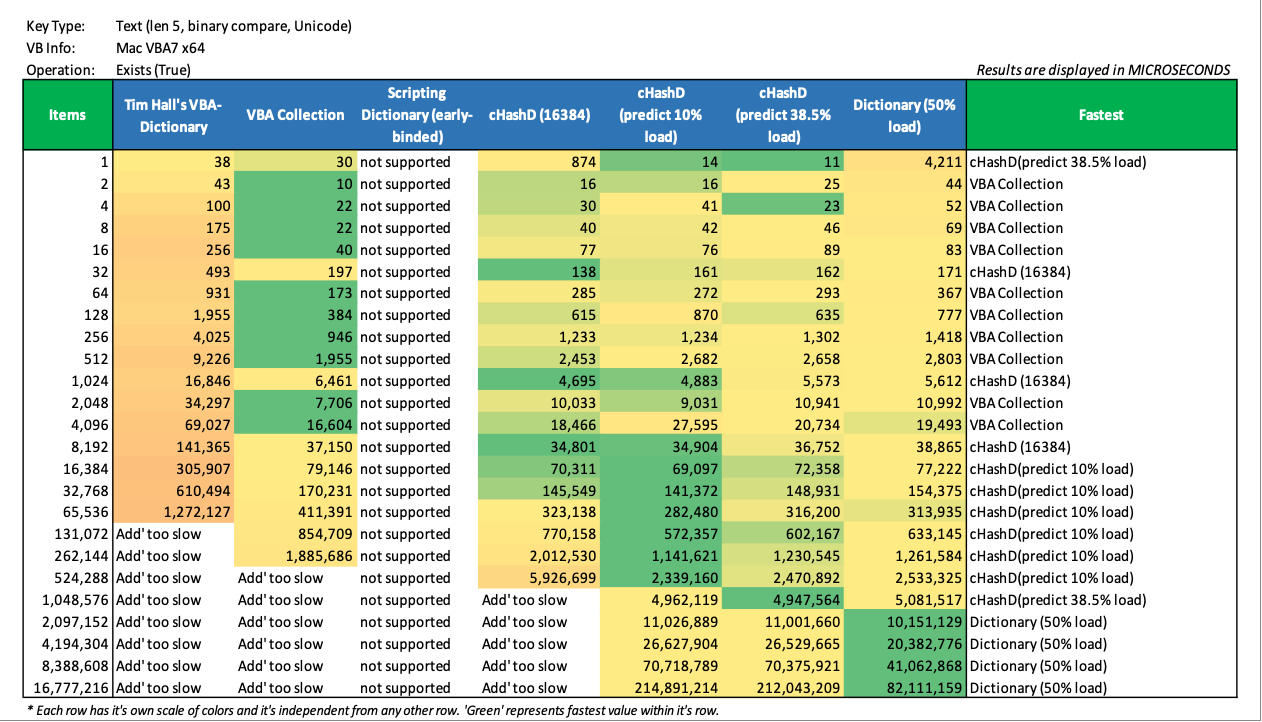 Key Type: Text (len 5, binary compare, Unicode)
VB Info: Mac VBA7 x64
Operation: Exists (True) Results are displayed in MICROSECONDS
Items Tim Hall's VBA-Dictionary VBA Collection Scripting Dictionary (early-binded) cHashD (16384) cHashD (predict 10% load) cHashD (predict 38.5% load) Dictionary (50% load) Fastest
1 38 30 not supported 874 14 11 4,211 cHashD(predict 38.5% load)
2 43 10 not supported 16 16 25 44 VBA Collection
4 100 22 not supported 30 41 23 52 VBA Collection
8 175 22 not supported 40 42 46 69 VBA Collection
16 256 40 not supported 77 76 89 83 VBA Collection
32 493 197 not supported 138 161 162 171 cHashD (16384)
64 931 173 not supported 285 272 293 367 VBA Collection
128 1,955 384 not supported 615 870 635 777 VBA Collection
256 4,025 946 not supported 1,233 1,234 1,302 1,418 VBA Collection
512 9,226 1,955 not supported 2,453 2,682 2,658 2,803 VBA Collection
1,024 16,846 6,461 not supported 4,695 4,883 5,573 5,612 cHashD (16384)
2,048 34,297 7,706 not supported 10,033 9,031 10,941 10,992 VBA Collection
4,096 69,027 16,604 not supported 18,466 27,595 20,734 19,493 VBA Collection
8,192 141,365 37,150 not supported 34,801 34,904 36,752 38,865 cHashD (16384)
16,384 305,907 79,146 not supported 70,311 69,097 72,358 77,222 cHashD(predict 10% load)
32,768 610,494 170,231 not supported 145,549 141,372 148,931 154,375 cHashD(predict 10% load)
65,536 1,272,127 411,391 not supported 323,138 282,480 316,200 313,935 cHashD(predict 10% load)
131,072 Add' too slow 854,709 not supported 770,158 572,357 602,167 633,145 cHashD(predict 10% load)
262,144 Add' too slow 1,885,686 not supported 2,012,530 1,141,621 1,230,545 1,261,584 cHashD(predict 10% load)
524,288 Add' too slow Add' too slow not supported 5,926,699 2,339,160 2,470,892 2,533,325 cHashD(predict 10% load)
1,048,576 Add' too slow Add' too slow not supported Add' too slow 4,962,119 4,947,564 5,081,517 cHashD(predict 38.5% load)
2,097,152 Add' too slow Add' too slow not supported Add' too slow 11,026,889 11,001,660 10,151,129 Dictionary (50% load)
4,194,304 Add' too slow Add' too slow not supported Add' too slow 26,627,904 26,529,665 20,382,776 Dictionary (50% load)
8,388,608 Add' too slow Add' too slow not supported Add' too slow 70,718,789 70,375,921 41,062,868 Dictionary (50% load)
16,777,216 Add' too slow Add' too slow not supported Add' too slow 214,891,214 212,043,209 82,111,159 Dictionary (50% load)
* Each row has it's own scale of colors and it's independent from any other row. 'Green' represents fastest value within it's row.